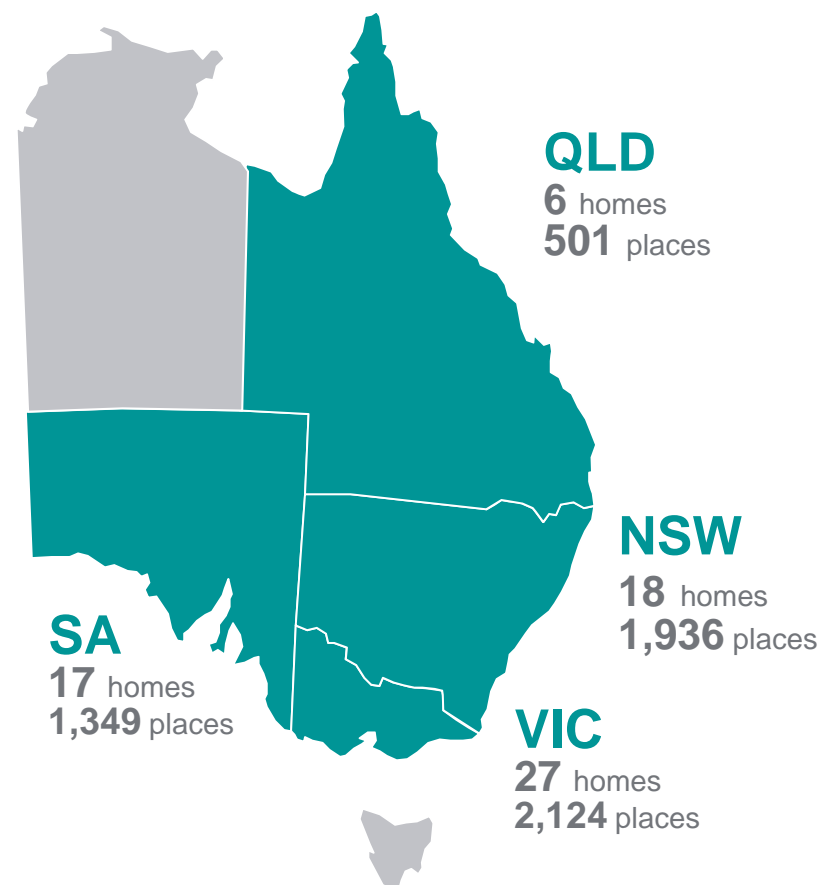 QLD
6 homes
501 places
NSW
18 homes
1,936 places
SA
17 homes
1,349 places
VIC
27 homes
2,124 places